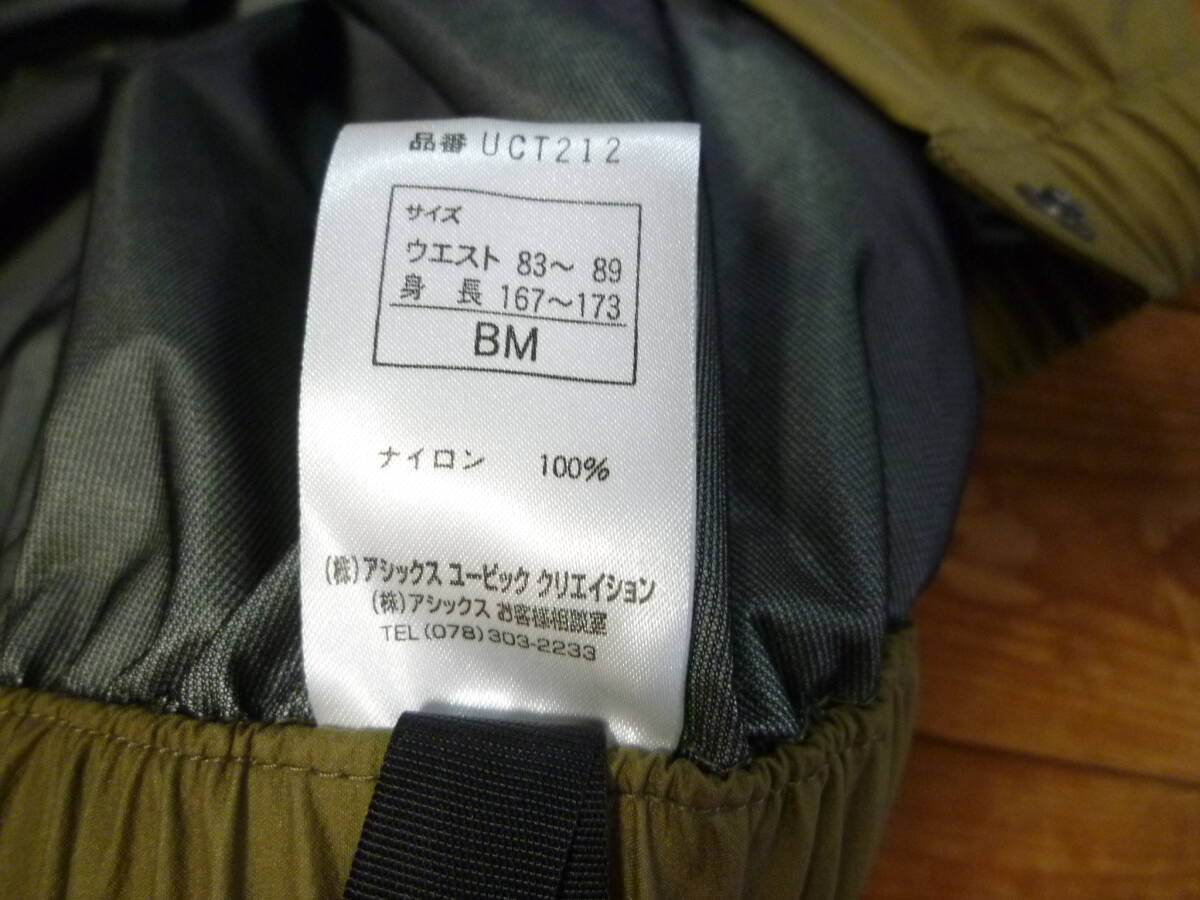 品番 UCT212
サイズ
ウエスト 83～ 89
身 長 167～173
BM
ナイロン 100%
(株)アシックス ユービック クリエイション
(株)アシックス お客様相談室
TEL(078)303-2233